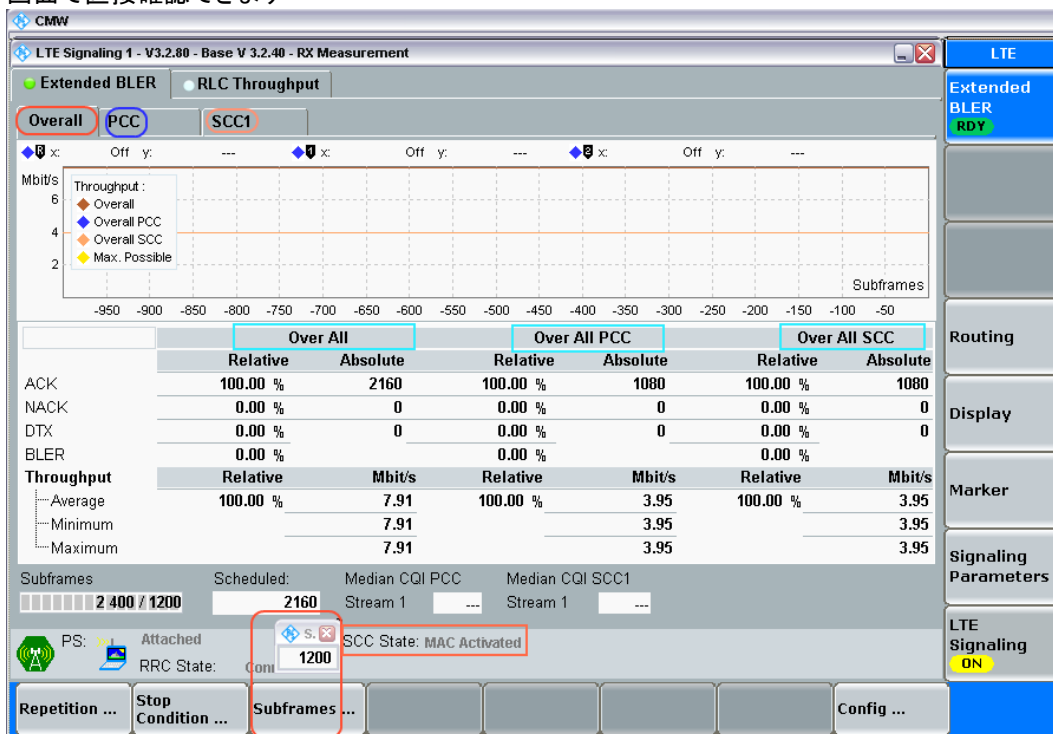 画面で直接確認できます
CMW
LTE Signaling 1 - V3.2.80 - Base V 3.2.40 - RX Measurement
LTE
Extended BLER RLC Throughput
Extended BLER RDY
Overall PCC SCC1
R x: Off y: --- 1 x: Off y: --- 2 x: Off y: ---
Mbit/s
6
4
2
Throughput :
Overall
Overall PCC
Overall SCC
Max. Possible
Subframes
-950 -900 -850 -800 -750 -700 -650 -600 -550 -500 -450 -400 -350 -300 -250 -200 -150 -100 -50
Over All Over All PCC Over All SCC
Relative Absolute Relative Absolute Relative Absolute
ACK 100.00 % 2160 100.00 % 1080 100.00 % 1080
NACK 0.00 % 0 0.00 % 0 0.00 % 0
DTX 0.00 % 0 0.00 % 0 0.00 % 0
BLER 0.00 % 0.00 % 0.00 %
Throughput Relative Mbit/s Relative Mbit/s Relative Mbit/s
Average 100.00 % 7.91 100.00 % 3.95 100.00 % 3.95
Minimum 7.91 3.95 3.95
Maximum 7.91 3.95 3.95
Subframes Scheduled: Median CQI PCC Median CQI SCC1
2 400 / 1200 2160 Stream 1 --- Stream 1 ---
PS: Attached S. SCC State: MAC Activated
RRC State: 1200
Routing
Display
Marker
Signaling Parameters
LTE Signaling ON
Repetition ... Stop Condition ... Subframes ... Config ...